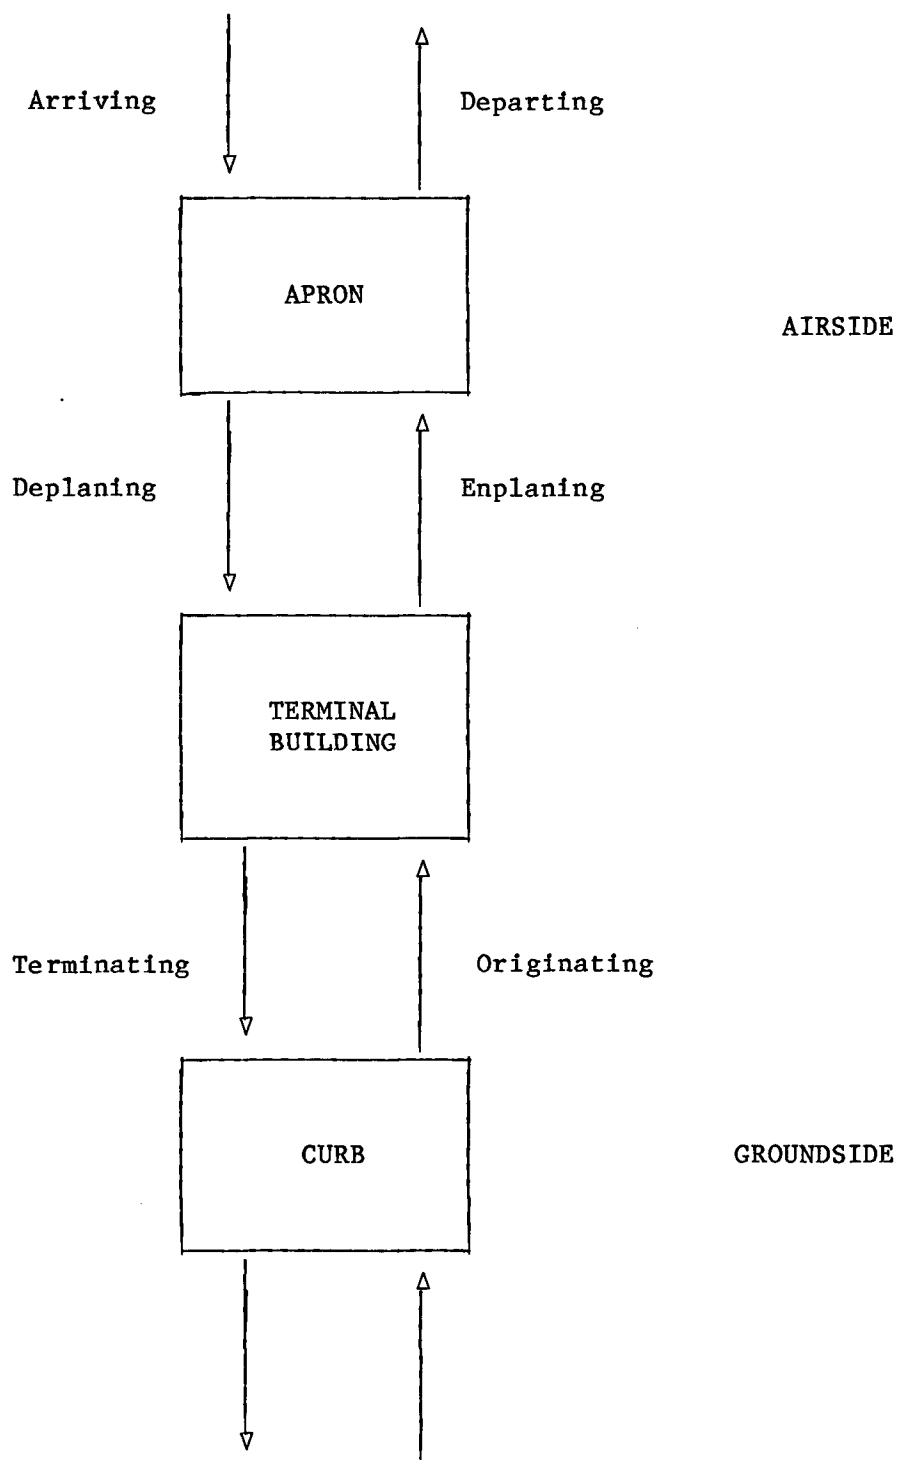 Arriving
Departing
APRON
AIRSIDE
Deplaning
Enplaning
TERMINAL
BUILDING
Terminating
Originating
CURB
GROUNDSIDE